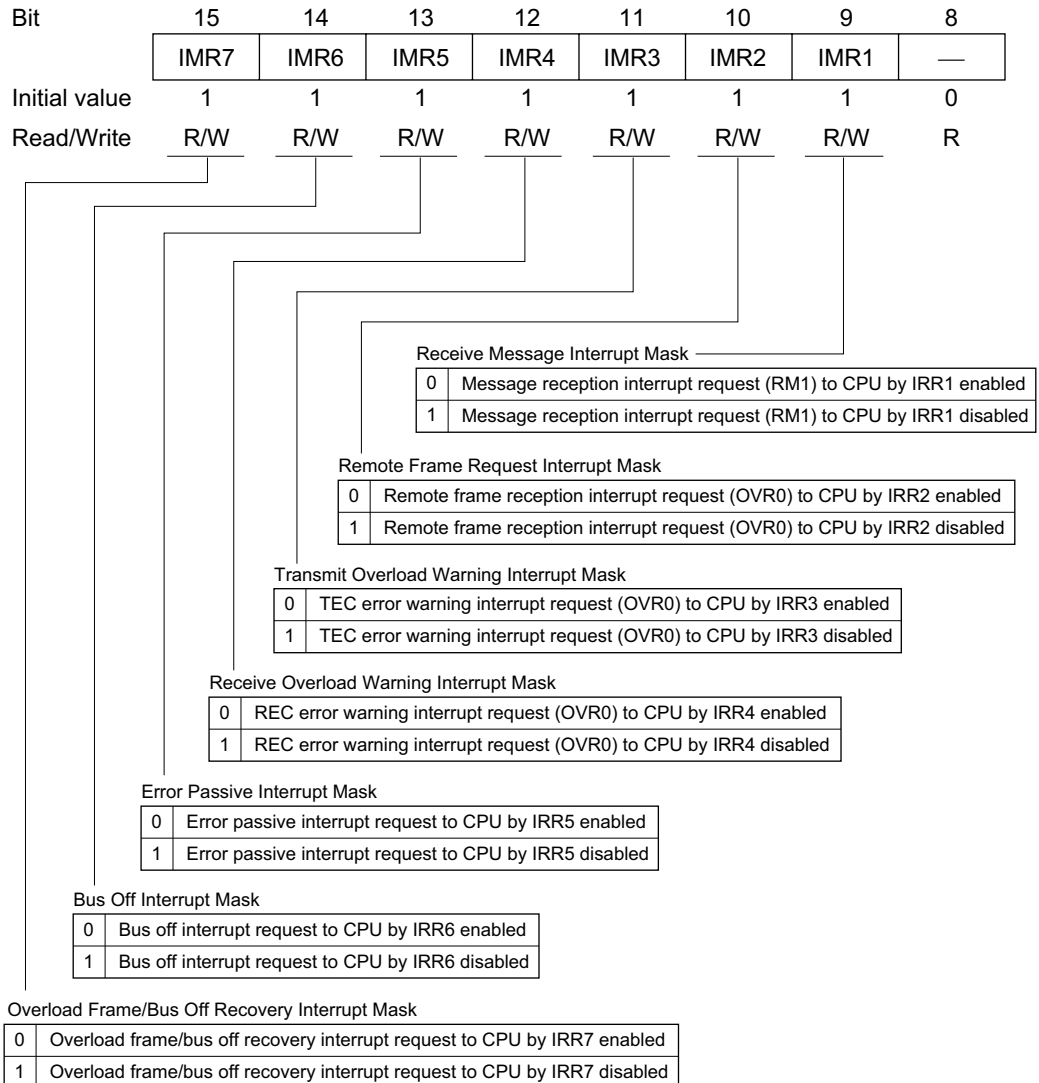 Bit 15 14 13 12 11 10 9 8
IMR7 IMR6 IMR5 IMR4 IMR3 IMR2 IMR1 —
Initial value 1 1 1 1 1 1 1 0
Read/Write R/W R/W R/W R/W R/W R/W R/W R
Receive Message Interrupt Mask
0 Message reception interrupt request (RM1) to CPU by IRR1 enabled
1 Message reception interrupt request (RM1) to CPU by IRR1 disabled
Remote Frame Request Interrupt Mask
0 Remote frame reception interrupt request (OVR0) to CPU by IRR2 enabled
1 Remote frame reception interrupt request (OVR0) to CPU by IRR2 disabled
Transmit Overload Warning Interrupt Mask
0 TEC error warning interrupt request (OVR0) to CPU by IRR3 enabled
1 TEC error warning interrupt request (OVR0) to CPU by IRR3 disabled
Receive Overload Warning Interrupt Mask
0 REC error warning interrupt request (OVR0) to CPU by IRR4 enabled
1 REC error warning interrupt request (OVR0) to CPU by IRR4 disabled
Error Passive Interrupt Mask
0 Error passive interrupt request to CPU by IRR5 enabled
1 Error passive interrupt request to CPU by IRR5 disabled
Bus Off Interrupt Mask
0 Bus off interrupt request to CPU by IRR6 enabled
1 Bus off interrupt request to CPU by IRR6 disabled
Overload Frame/Bus Off Recovery Interrupt Mask
0 Overload frame/bus off recovery interrupt request to CPU by IRR7 enabled
1 Overload frame/bus off recovery interrupt request to CPU by IRR7 disabled